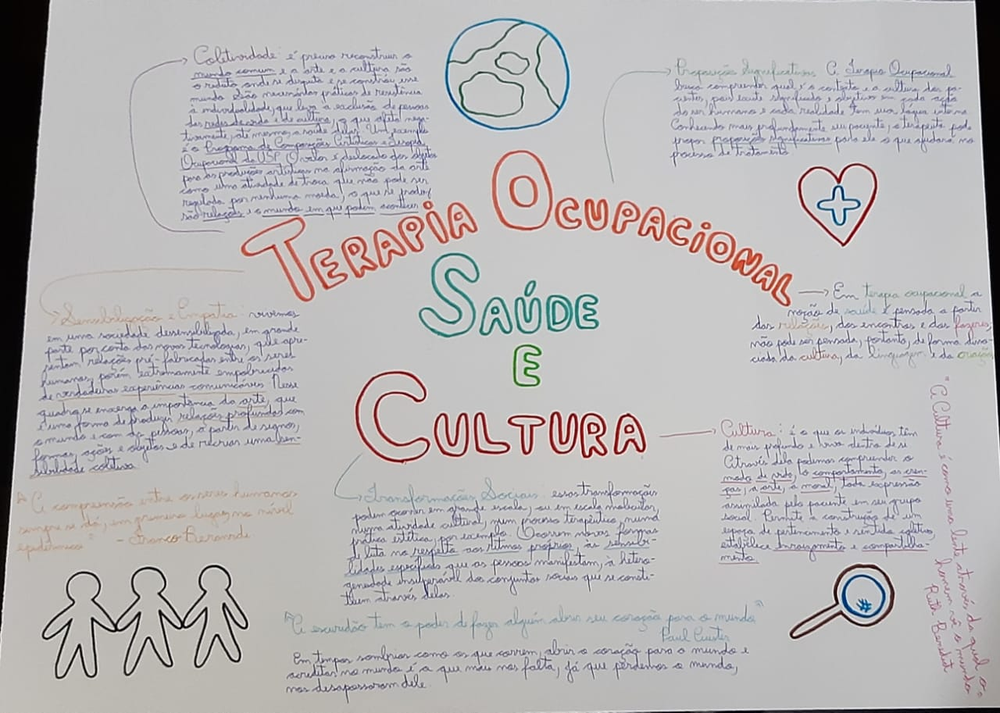 TERAPIA OCUPACIONAL
SAÚDE
E
CULTURA
Coletividade: é preciso reconstruir o
mundo comum e a arte e a cultura são
o reduto onde se disputa e se constrói esse
mundo. São necessárias práticas de resistência
à individualidade, que leva à exclusão de pessoas
das redes de vida e de cultura, o que afeta nega-
tivamente, até mesmo, a saúde delas. Um exemplo
é o Programa de Composições Artísticas e Terapia
Ocupacional da USP. O valor é deslocado dos objetos
para as produções artísticas na afirmação da arte
como uma atividade de troca que não pode ser
regulada por nenhuma moeda, o que se produz
são relações e o mundo em que podem acontecer
Proposições Significativas A Terapia Ocupacional
busca compreender qual é o contexto e a cultura dos pa-
cientes, pois existe significado e objetivo em cada ação
do ser humano e cada realidade tem sua lógica interna
Conhecendo mais profundamente seu paciente, o terapeuta pode
propor proposições significativas para ele o que ajudará no
processo de tratamento.
Em terapia ocupacional a
noção de saúde é pensada a partir
das relações, dos encontros e dos fazeres,
não pode ser pensada, portanto, de forma disso-
ciada da cultura, da linguagem e da criação
Sensibilização e Empatia: vivemos
em uma sociedade desensibilizada, em grande
parte por conta das novas tecnologias, que apre-
sentam relações pré-fabricadas entre os seres
humanos, porém extremamente empobrecidas
de verdadeiras experiências comunicáveis. Nesse
quadro, se enxerga a importância da arte, que
é uma forma de produzir relações profundas com
o mundo e com as pessoas, a partir de signos,
formas, ações e objetos e de recriar uma sen-
sibilidade coletiva.
"A compreensão entre os seres humanos
sempre se dá, em primeiro lugar, no nível
epidérmico" - Franco Berardi
Cultura: é o que os indivíduos têm
de mais profundo e vivo dentro de si
Através dela podemos compreender o
modo de vida, o comportamento, as cren-
ças, a arte, a moral, toda expressão
assimilada pelo paciente em seu grupo
social. Permite a construção de um
espaço de pertencimento e sentido coletivo,
estabelece enraizamento e compartilha-
mento
"A Cultura é como uma lente através da qual o
homem vê o mundo
Ruth Benedict
Transformações Sociais: essas transformações
podem ocorrer em grande escala, ou em escala molecular,
numa atividade cultural, num processo terapêutico, numa
prática estética, por exemplo. Ocorrem novas formas
de luta no respeito aos ritmos próprios, às sensibi-
lidades específicas que as pessoas manifestam, à hetero-
geneidade insuperável dos conjuntos sociais que se consti-
tuem através delas.
"A escuridão tem o poder de fazer alguém abrir seu coração para o mundo"
Paul Auster
Em tempos sombrios como os que correm, abrir o coração para o mundo e
acreditar no mundo é o que mais nos falta, já que perdemos o mundo,
nos desapossaram dele.